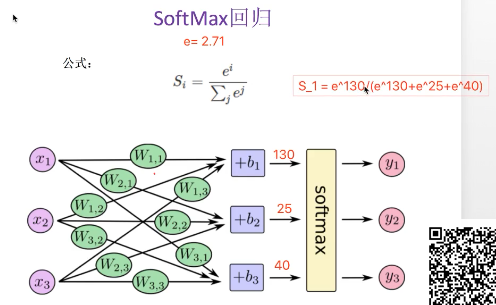 SoftMax回归
e= 2.71
公式：
S_i = e^i / ∑_j e^j
S_1 = e^130/(e^130+e^25+e^40)
x_1 W_{1,1} +b_1 130 y_1
W_{2,1} W_{1,3}
W_{1,2}
x_2 W_{2,2} +b_2 25 softmax y_2
W_{3,2}
W_{2,3} W_{3,1}
x_3 W_{3,3} +b_3 40 y_3